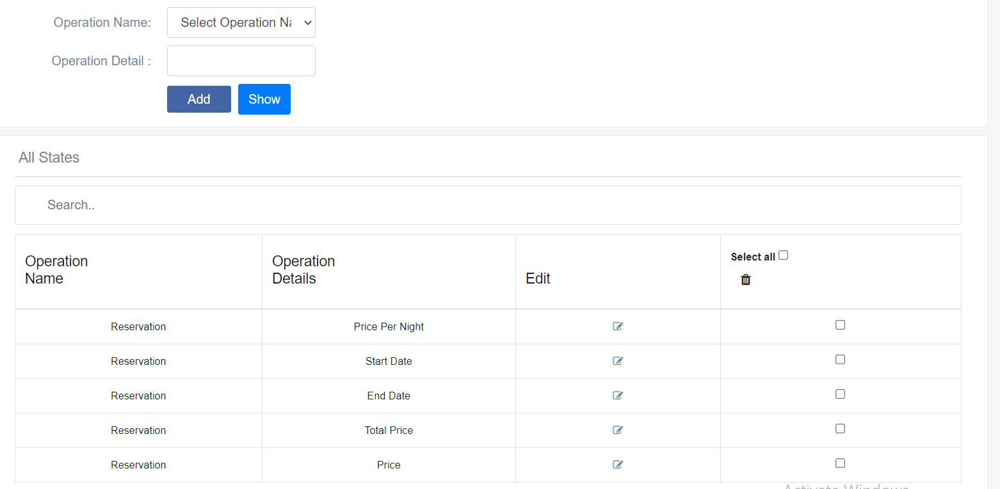 Operation Name:
Select Operation Na
Operation Detail :
Add Show
All States
Search..
Operation Name
Operation Details
Edit
Select all
Reservation Price Per Night
Reservation Start Date
Reservation End Date
Reservation Total Price
Reservation Price
Activate Windows